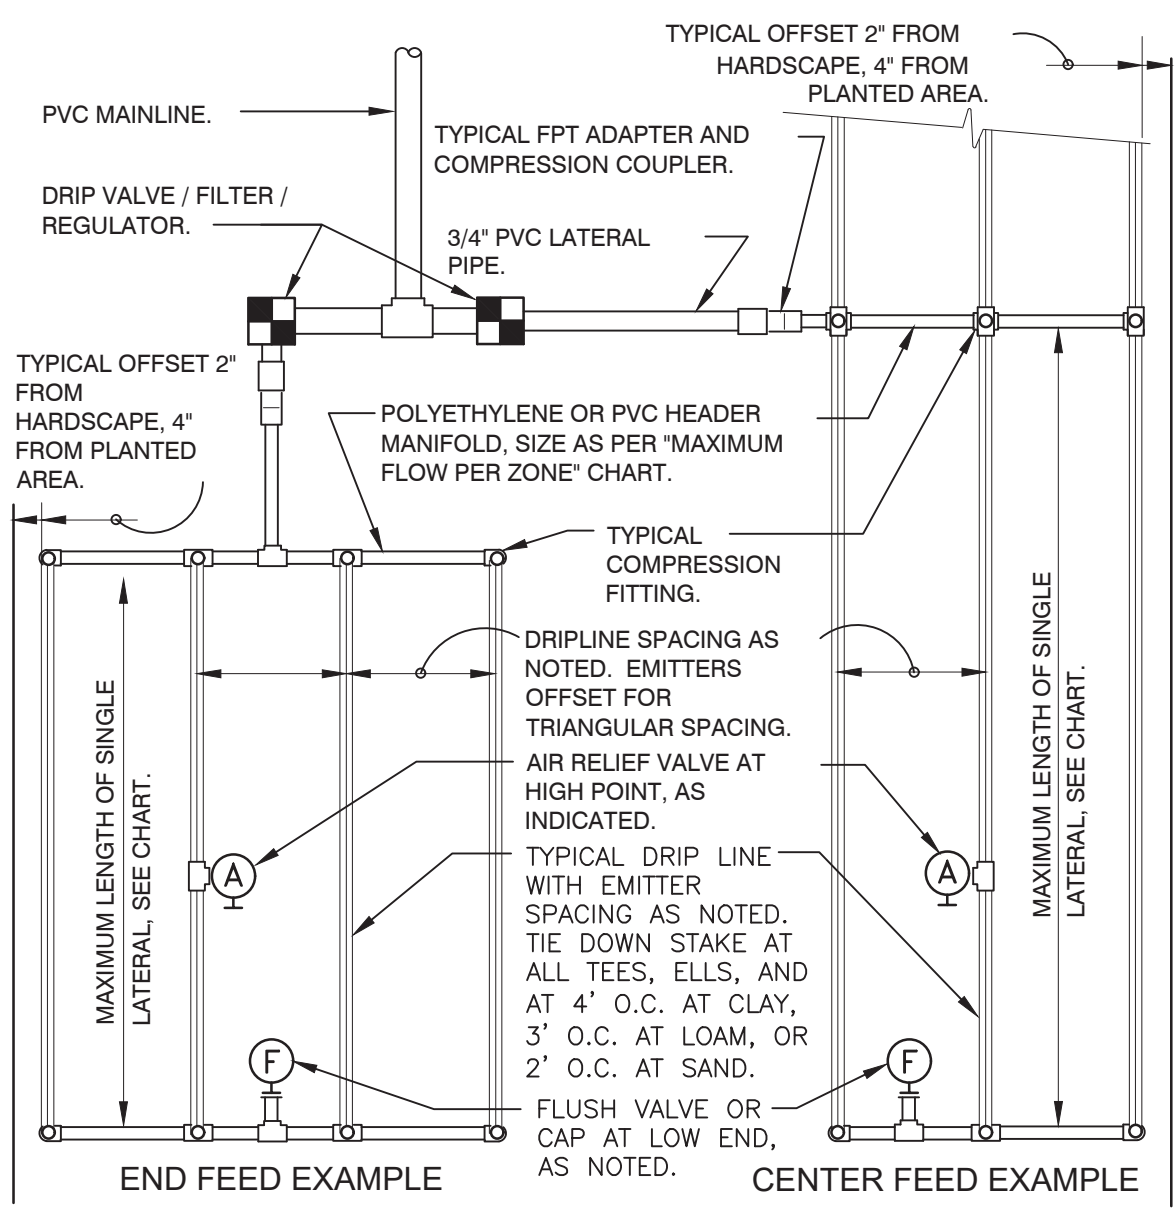 TYPICAL OFFSET 2" FROM
HARDSCAPE, 4" FROM
PLANTED AREA.
PVC MAINLINE.
TYPICAL FPT ADAPTER AND
COMPRESSION COUPLER.
DRIP VALVE / FILTER /
REGULATOR.
3/4" PVC LATERAL
PIPE.
TYPICAL OFFSET 2"
FROM
HARDSCAPE, 4"
FROM PLANTED
AREA.
POLYETHYLENE OR PVC HEADER
MANIFOLD, SIZE AS PER "MAXIMUM
FLOW PER ZONE" CHART.
TYPICAL
COMPRESSION
FITTING.
DRIPLINE SPACING AS
NOTED. EMITTERS
OFFSET FOR
TRIANGULAR SPACING.
AIR RELIEF VALVE AT
HIGH POINT, AS
INDICATED.
TYPICAL DRIP LINE
WITH EMITTER
SPACING AS NOTED.
TIE DOWN STAKE AT
ALL TEES, ELLS, AND
AT 4' O.C. AT CLAY,
3' O.C. AT LOAM, OR
2' O.C. AT SAND.
FLUSH VALVE OR
CAP AT LOW END,
AS NOTED.
MAXIMUM LENGTH OF SINGLE
LATERAL, SEE CHART.
MAXIMUM LENGTH OF SINGLE
LATERAL, SEE CHART.
A
A
F
F
END FEED EXAMPLE
CENTER FEED EXAMPLE